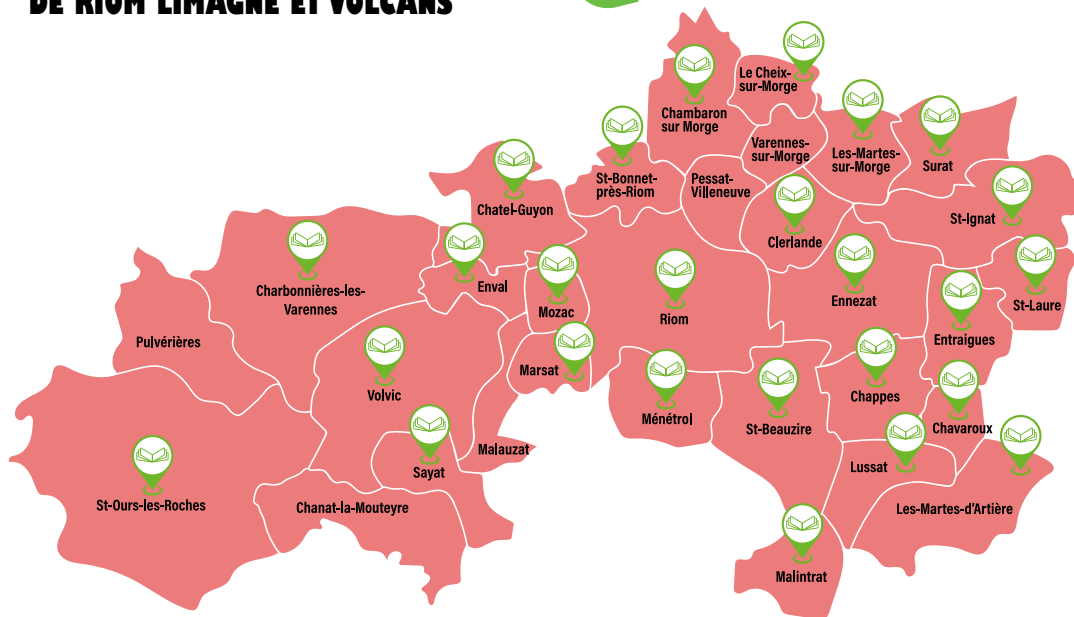 DE RIOM LIMAGNE ET VOLCANS
Le Cheix-
sur-Morge
Chambaron
sur Morge
Varennes-
sur-Morge
Les-Martes-
sur-Morge
Surat
St-Bonnet-
près-Riom
Pessat-
Villeneuve
Chatel-Guyon
St-Ignat
Clerlande
Charbonnières-les-
Varennes
Enval
Mozac
Riom
Ennezat
St-Laure
Pulvérières
Entraigues
Marsat
Volvic
Chappes
Ménétrol
St-Beauzire
Chavaroux
Malauzat
Sayat
Lussat
St-Ours-les-Roches
Chanat-la-Mouteyre
Les-Martes-d'Artière
Malintrat